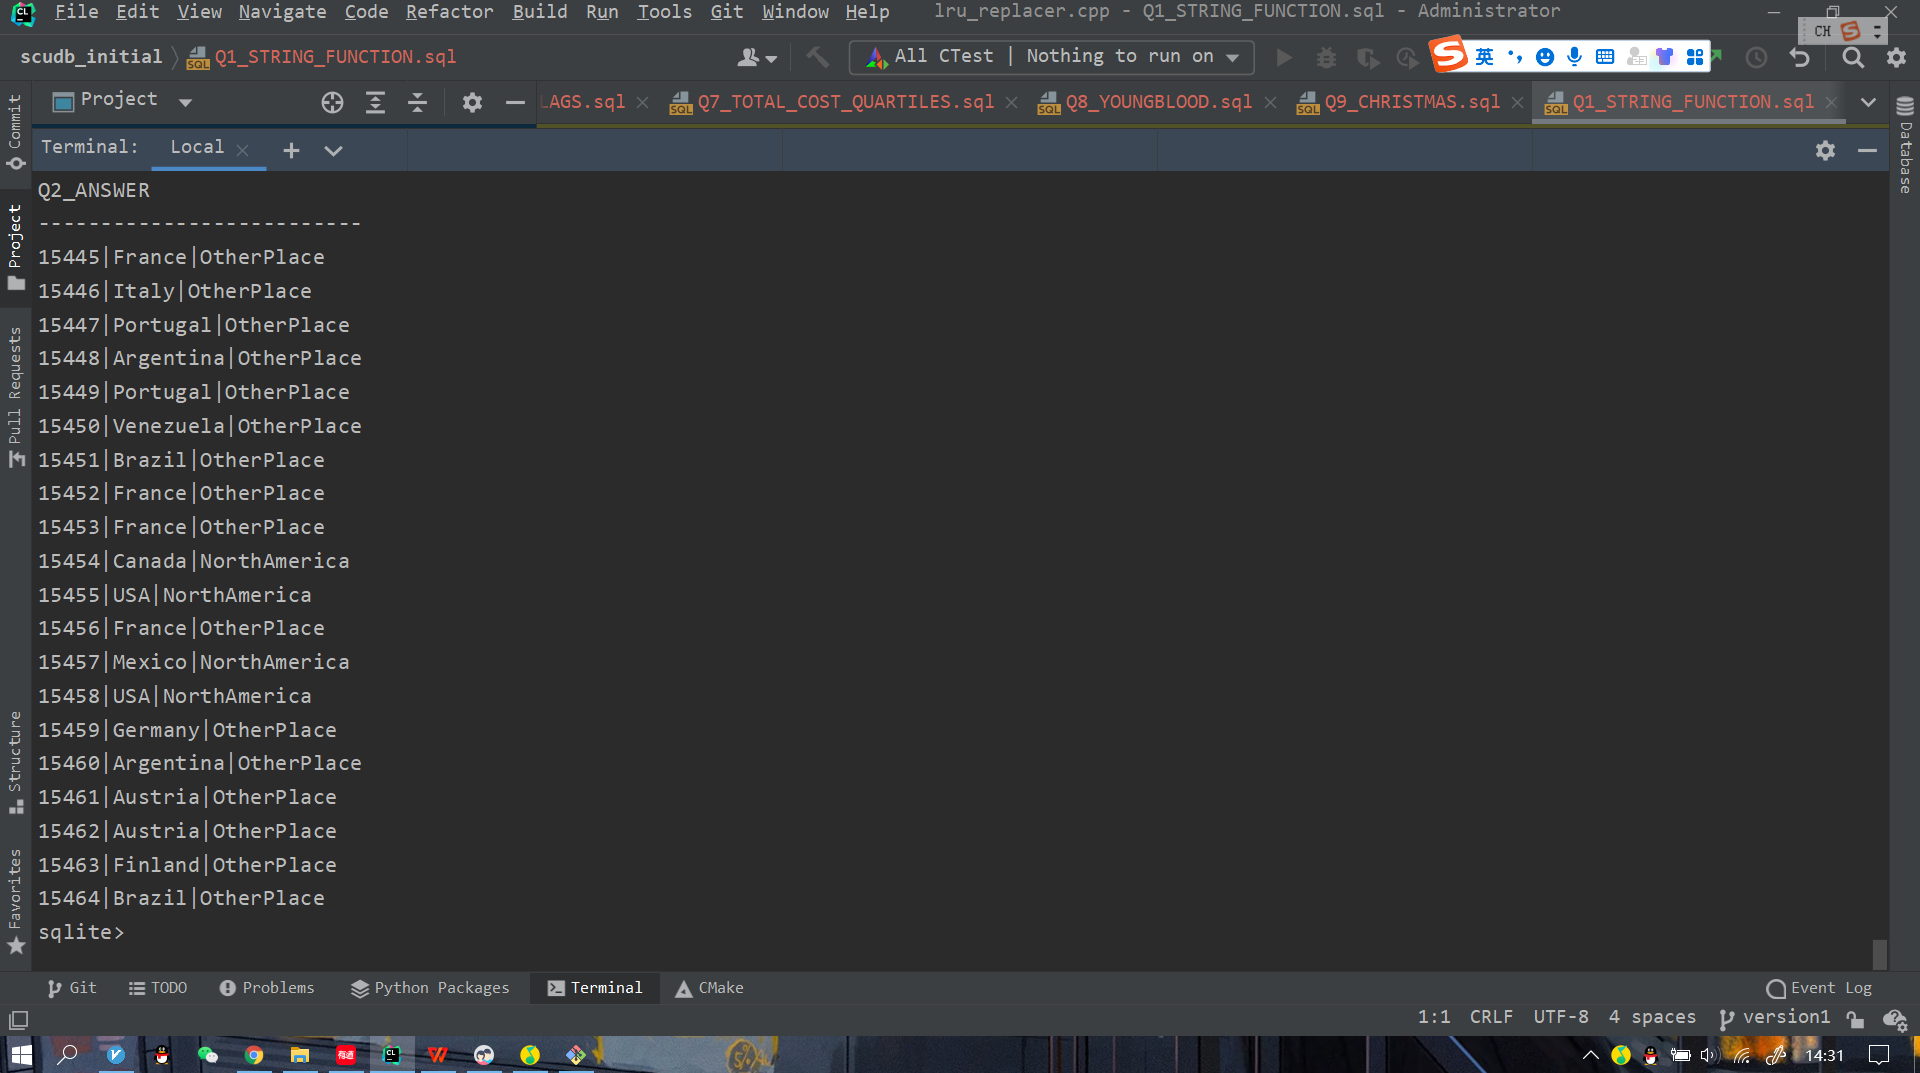 File Edit View Navigate Code Refactor Build Run Tools Git Window Help lru_replacer.cpp - Q1_STRING_FUNCTION.sql - Administrator
CH
scudb_initial Q1_STRING_FUNCTION.sql All CTest | Nothing to run on 英
Project LAGS.sql Q7_TOTAL_COST_QUARTILES.sql Q8_YOUNGBLOOD.sql Q9_CHRISTMAS.sql Q1_STRING_FUNCTION.sql
Commit
Project
Pull Requests
Structure
Favorites
Database
Terminal: Local
Q2_ANSWER
--------------------------
15445|France|OtherPlace
15446|Italy|OtherPlace
15447|Portugal|OtherPlace
15448|Argentina|OtherPlace
15449|Portugal|OtherPlace
15450|Venezuela|OtherPlace
15451|Brazil|OtherPlace
15452|France|OtherPlace
15453|France|OtherPlace
15454|Canada|NorthAmerica
15455|USA|NorthAmerica
15456|France|OtherPlace
15457|Mexico|NorthAmerica
15458|USA|NorthAmerica
15459|Germany|OtherPlace
15460|Argentina|OtherPlace
15461|Austria|OtherPlace
15462|Austria|OtherPlace
15463|Finland|OtherPlace
15464|Brazil|OtherPlace
sqlite>
Git TODO Problems Python Packages Terminal CMake Event Log
1:1 CRLF UTF-8 4 spaces version1
有道 14:31